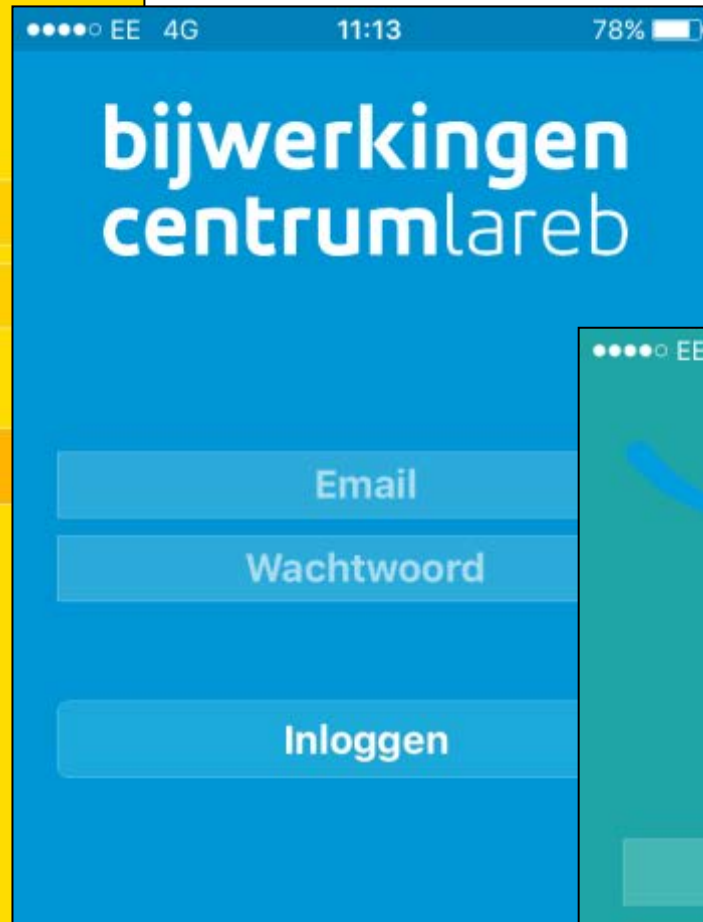 ●●●●○ EE 4G 11:13 78%
bijwerkingen
centrumlareb
Email
Wachtwoord
Inloggen
●●●●○ EE